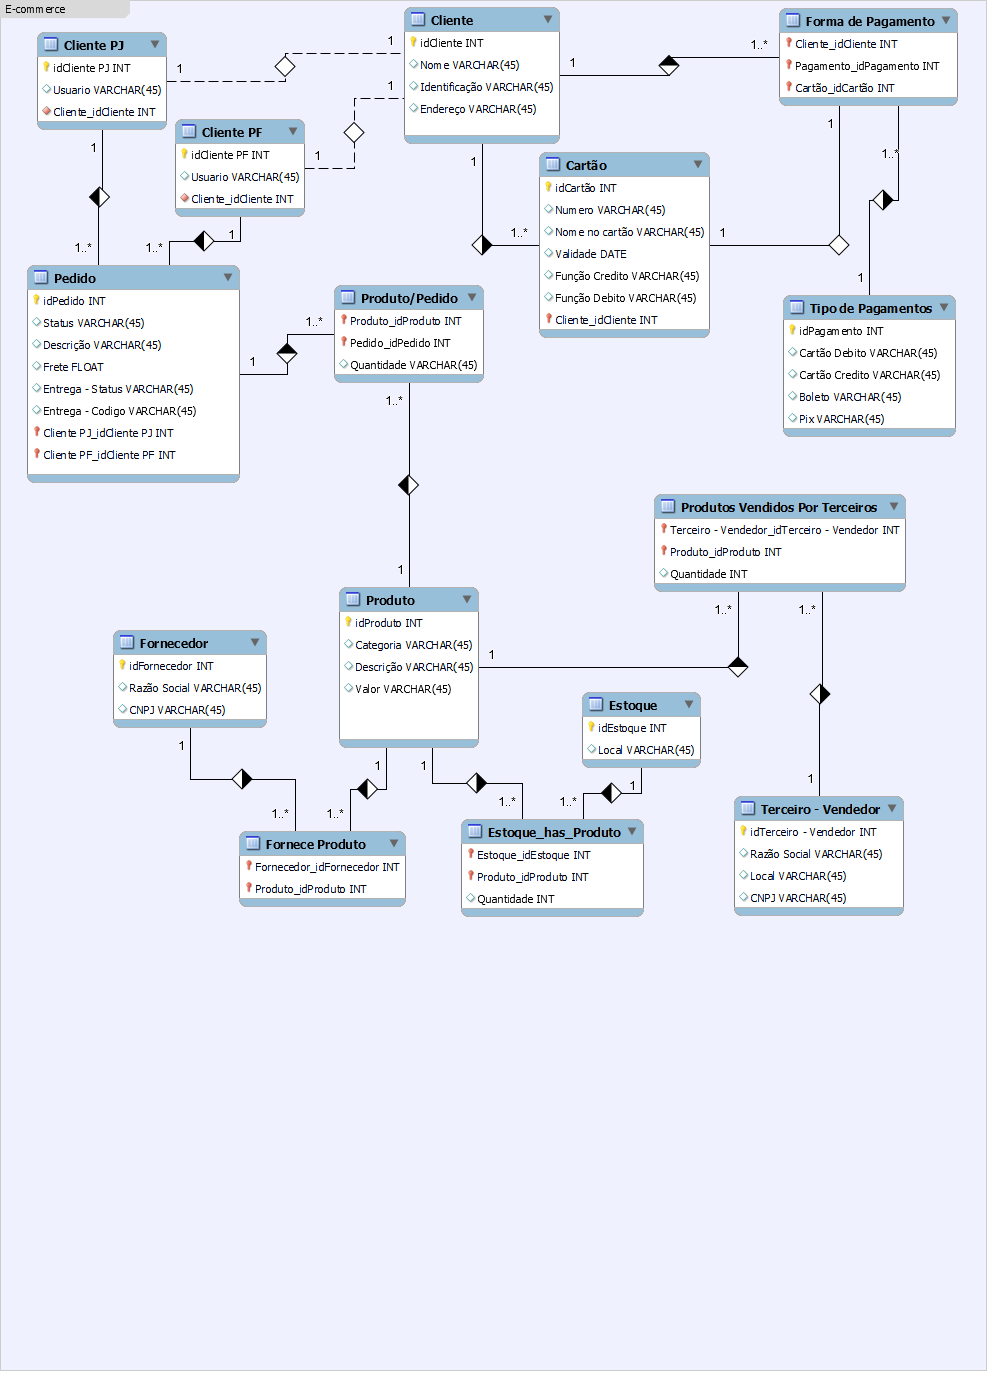 E-commerce
Cliente PJ
idCliente PJ INT
Usuario VARCHAR(45)
Cliente_idCliente INT
1
1
Cliente
idCliente INT
Nome VARCHAR(45)
Identificação VARCHAR(45)
Endereço VARCHAR(45)
1
1..*
Forma de Pagamento
Cliente_idCliente INT
Pagamento_idPagamento INT
Cartão_idCartão INT
Cliente PF
idCliente PF INT
Usuario VARCHAR(45)
Cliente_idCliente INT
1
1
1
1..*
1
1..*
1
1..*
Cartão
idCartão INT
Numero VARCHAR(45)
Nome no cartão VARCHAR(45)
Validade DATE
Função Credito VARCHAR(45)
Função Debito VARCHAR(45)
Cliente_idCliente INT
1
1
1..*
1
Pedido
idPedido INT
Status VARCHAR(45)
Descrição VARCHAR(45)
Frete FLOAT
Entrega - Status VARCHAR(45)
Entrega - Codigo VARCHAR(45)
Cliente PJ_idCliente PJ INT
Cliente PF_idCliente PF INT
1
1..*
Produto/Pedido
Produto_idProduto INT
Pedido_idPedido INT
Quantidade VARCHAR(45)
Tipo de Pagamentos
idPagamento INT
Cartão Debito VARCHAR(45)
Cartão Credito VARCHAR(45)
Boleto VARCHAR(45)
Pix VARCHAR(45)
1..*
1
Produtos Vendidos Por Terceiros
Terceiro - Vendedor_idTerceiro - Vendedor INT
Produto_idProduto INT
Quantidade INT
1..*
1..*
Produto
idProduto INT
Categoria VARCHAR(45)
Descrição VARCHAR(45)
Valor VARCHAR(45)
1
Fornecedor
idFornecedor INT
Razão Social VARCHAR(45)
CNPJ VARCHAR(45)
Estoque
idEstoque INT
Local VARCHAR(45)
1
1..*
1
1..*
1
1..*
1
1..*
1
Fornece Produto
Fornecedor_idFornecedor INT
Produto_idProduto INT
Estoque_has_Produto
Estoque_idEstoque INT
Produto_idProduto INT
Quantidade INT
Terceiro - Vendedor
idTerceiro - Vendedor INT
Razão Social VARCHAR(45)
Local VARCHAR(45)
CNPJ VARCHAR(45)